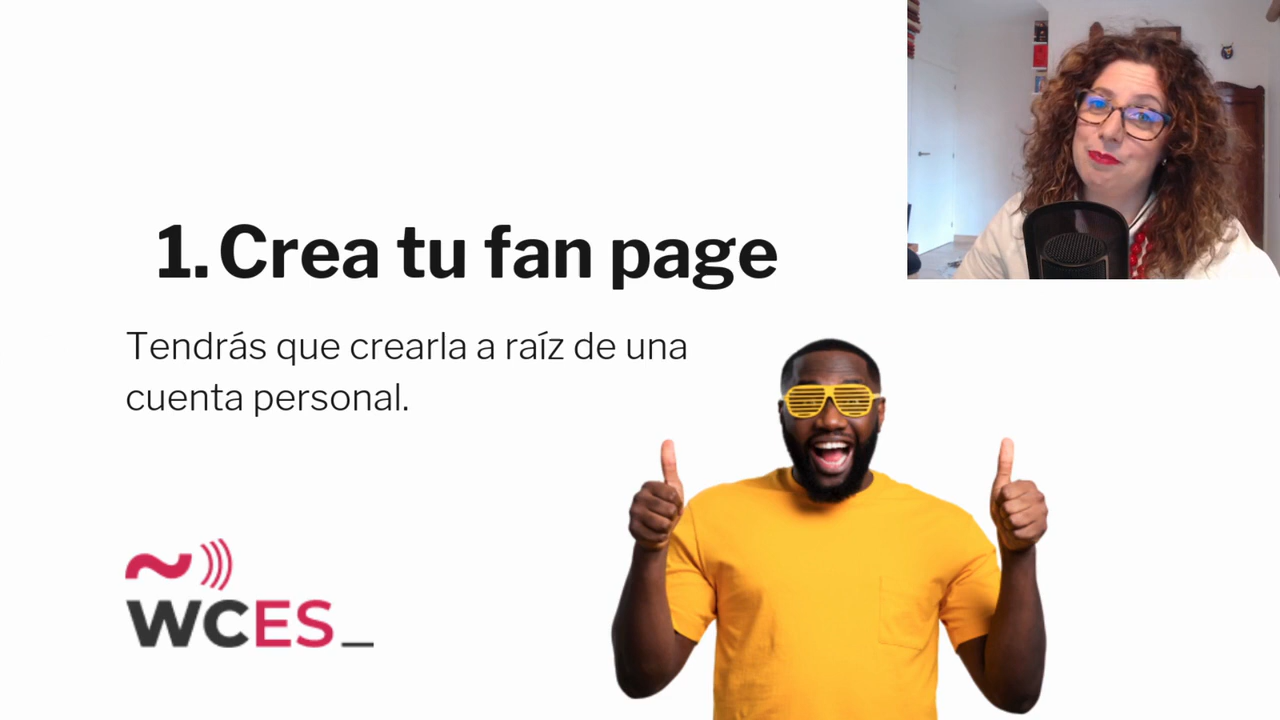 1. Crea tu fan page
Tendrás que crearla a raíz de una
cuenta personal.
WCES_